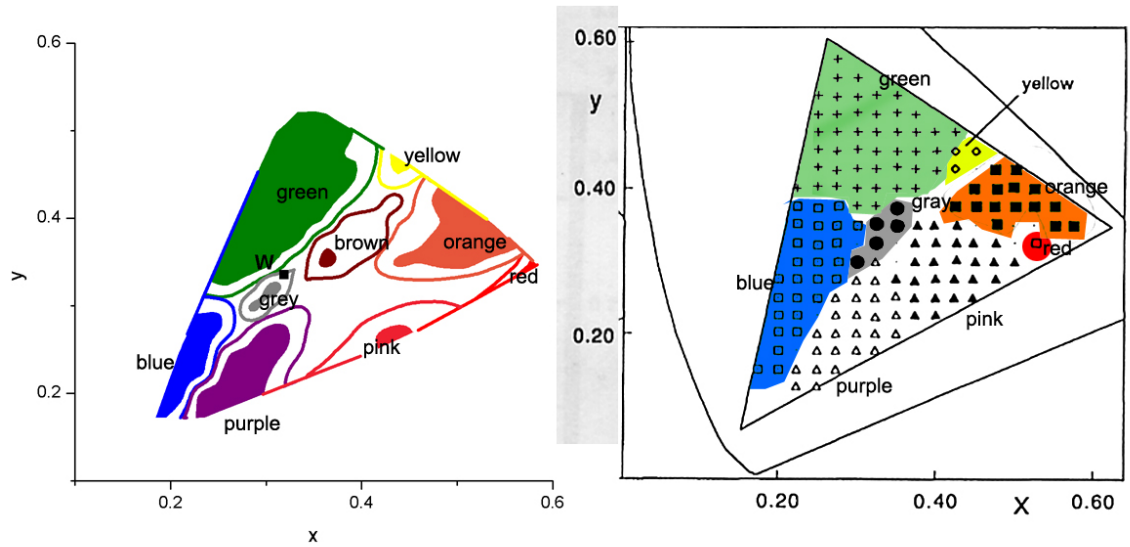 0.6
0.4
0.2
y
0.2
0.4
0.6
x
green
yellow
brown
orange
W
grey
red
blue
pink
purple
0.60
y
0.40
0.20
0.20
0.40
0.60
X
green
yellow
orange
gray
red
blue
pink
purple